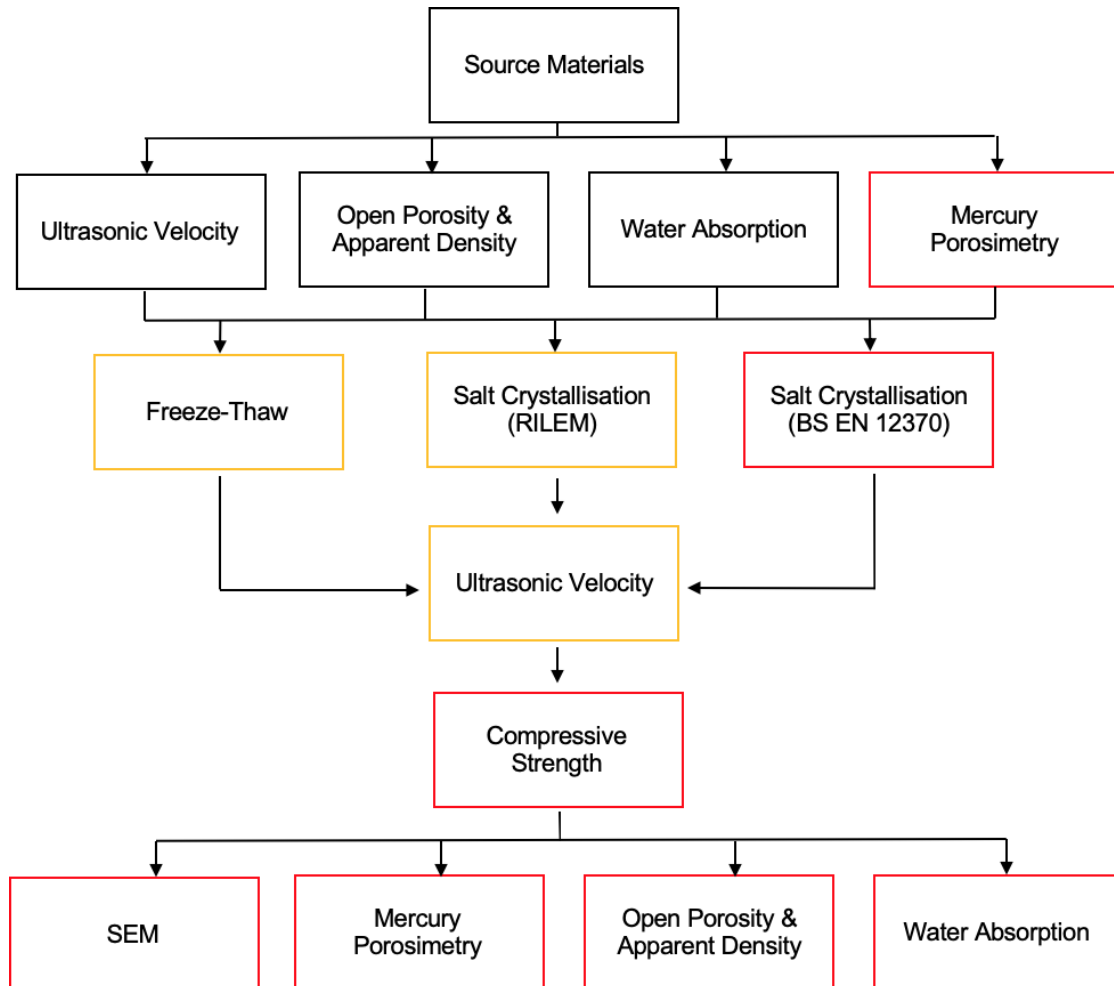 Source Materials
Ultrasonic Velocity
Open Porosity &
Apparent Density
Water Absorption
Mercury
Porosimetry
Freeze-Thaw
Salt Crystallisation
(RILEM)
Salt Crystallisation
(BS EN 12370)
Ultrasonic Velocity
Compressive
Strength
SEM
Mercury
Porosimetry
Open Porosity &
Apparent Density
Water Absorption